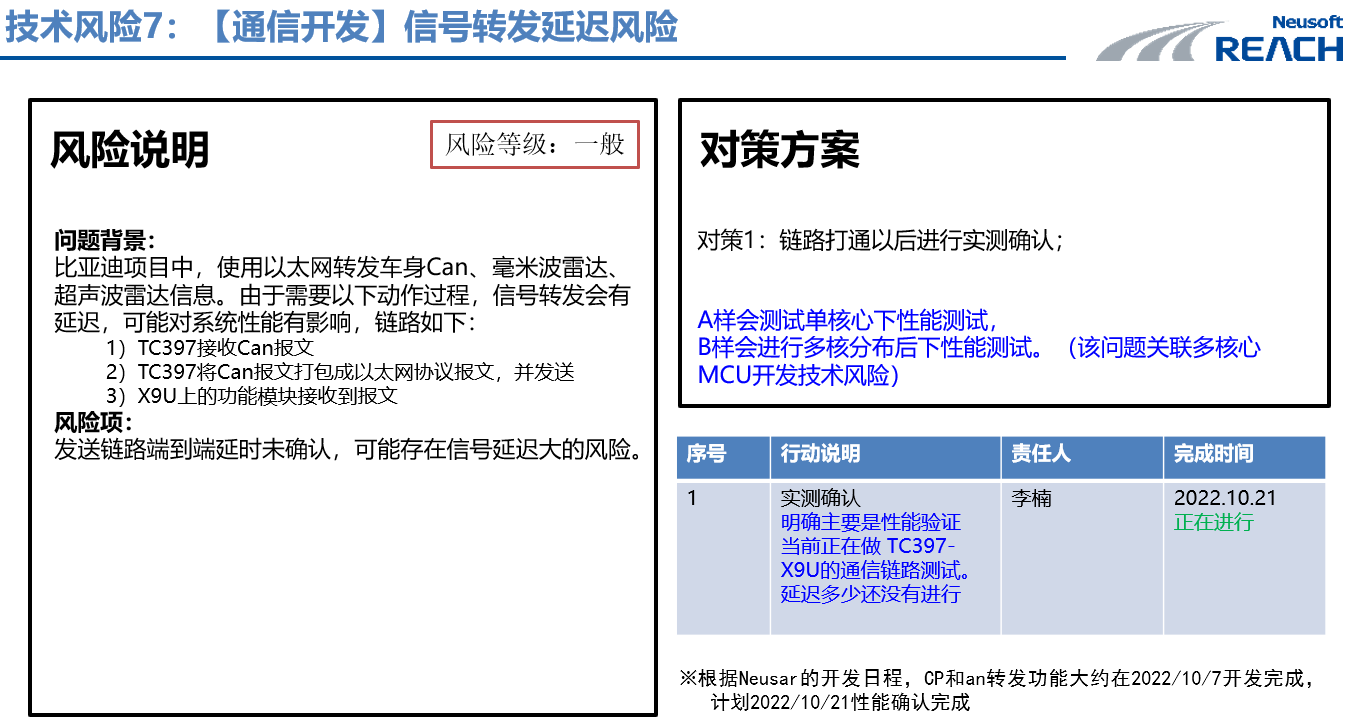 技术风险7：【通信开发】信号转发延迟风险
Neusoft
REACH
风险说明
风险等级：一般
问题背景：
比亚迪项目中，使用以太网转发车身Can、毫米波雷达、
超声波雷达信息。由于需要以下动作过程，信号转发会有
延迟，可能对系统性能有影响，链路如下：
1）TC397接收Can报文
2）TC397将Can报文打包成以太网协议报文，并发送
3）X9U上的功能模块接收到报文
风险项：
发送链路端到端延时未确认，可能存在信号延迟大的风险。
对策方案
对策1：链路打通以后进行实测确认；
A样会测试单核心下性能测试，
B样会进行多核分布后下性能测试。（该问题关联多核心
MCU开发技术风险）
序号 行动说明 责任人 完成时间
1 实测确认 李楠 2022.10.21
明确主要是性能验证 正在进行
当前正在做 TC397-
X9U的通信链路测试。
延迟多少还没有进行
※根据Neusar的开发日程，CP和an转发功能大约在2022/10/7开发完成，
计划2022/10/21性能确认完成